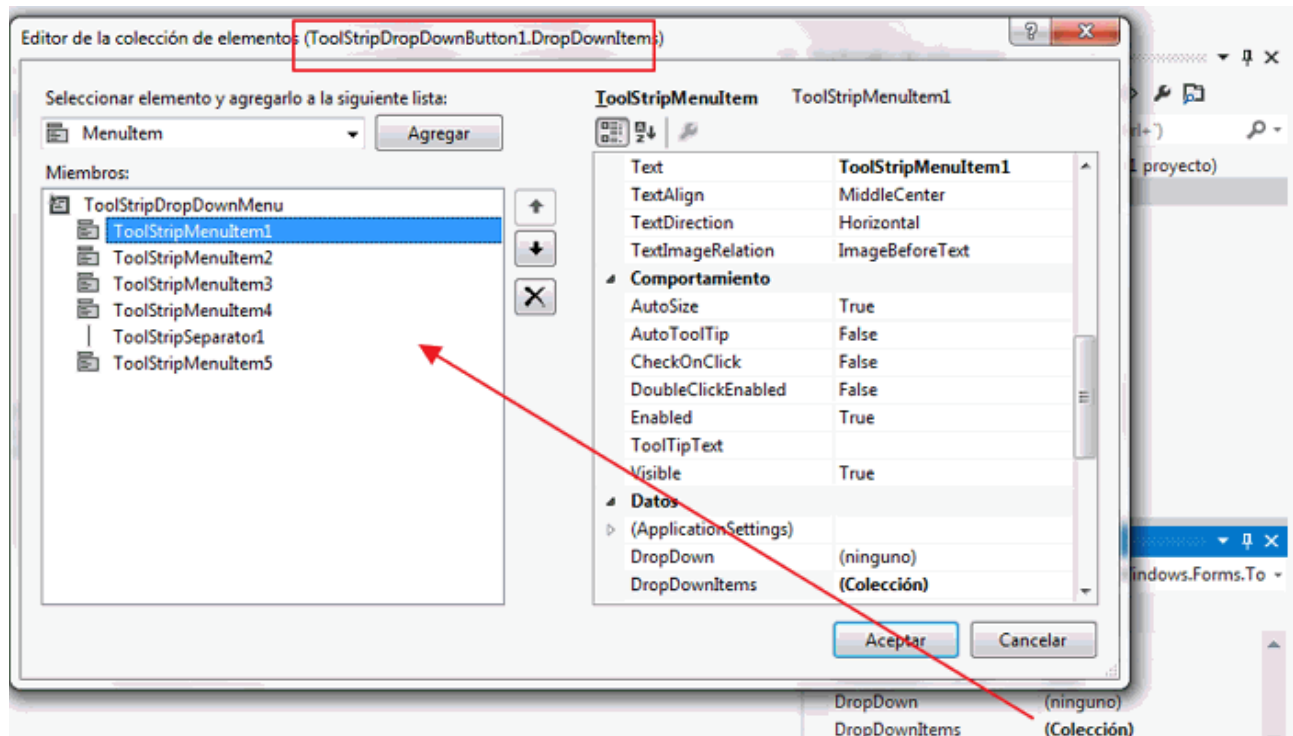 Editor de la colección de elementos (ToolStripDropDownButton1.DropDownItems)
Seleccionar elemento y agregarlo a la siguiente lista:
MenuItem
Agregar
Miembros:
ToolStripDropDownMenu
ToolStripMenuItem1
ToolStripMenuItem2
ToolStripMenuItem3
ToolStripMenuItem4
ToolStripSeparator1
ToolStripMenuItem5
ToolStripMenuItem ToolStripMenuItem1
Text ToolStripMenuItem1
TextAlign MiddleCenter
TextDirection Horizontal
TextImageRelation ImageBeforeText
Comportamiento
AutoSize True
AutoToolTip False
CheckOnClick False
DoubleClickEnabled False
Enabled True
ToolTipText
Visible True
Datos
(ApplicationSettings)
DropDown (ninguno)
DropDownItems (Colección)
Aceptar
Cancelar
1 proyecto)
indows.Forms.To
DropDown (ninguno)
DropDownItems (Colección)